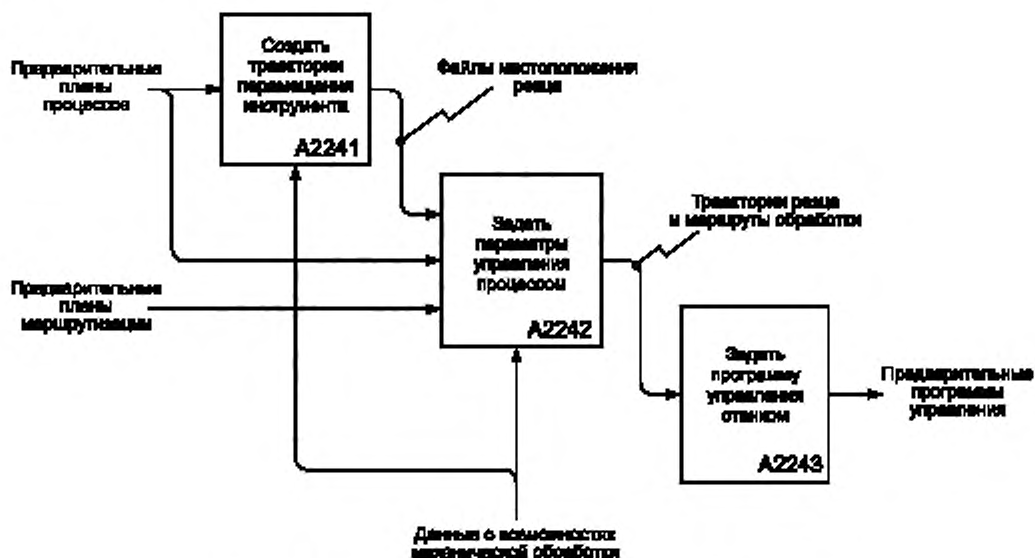 Создать
траектории
перемещения
инструмента
A2241
Предварительные
планы
процессов
Файлы местоположения
резца
Задать
параметры
управления
процессом
A2242
Траектории резца
и маршруты обработки
Предварительные
планы
маршрутизации
Задать
программу
управления
станком
A2243
Предварительные
программы
управления
Данные о возможностях
механической обработки